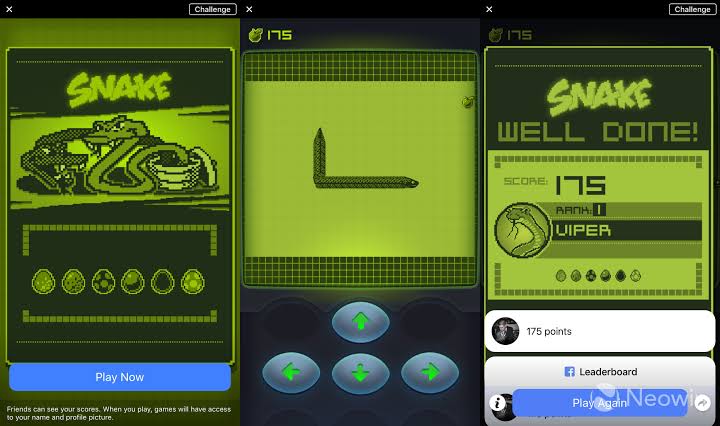 Challenge
SNAKE
Play Now
Friends can see your scores. When you play, games will have access
to your name and profile picture.
175
Challenge
175
SNAKE
WELL DONE!
SCORE: 175
RANK: 1
VIPER
175 points
Leaderboard
Play Again
Neowin